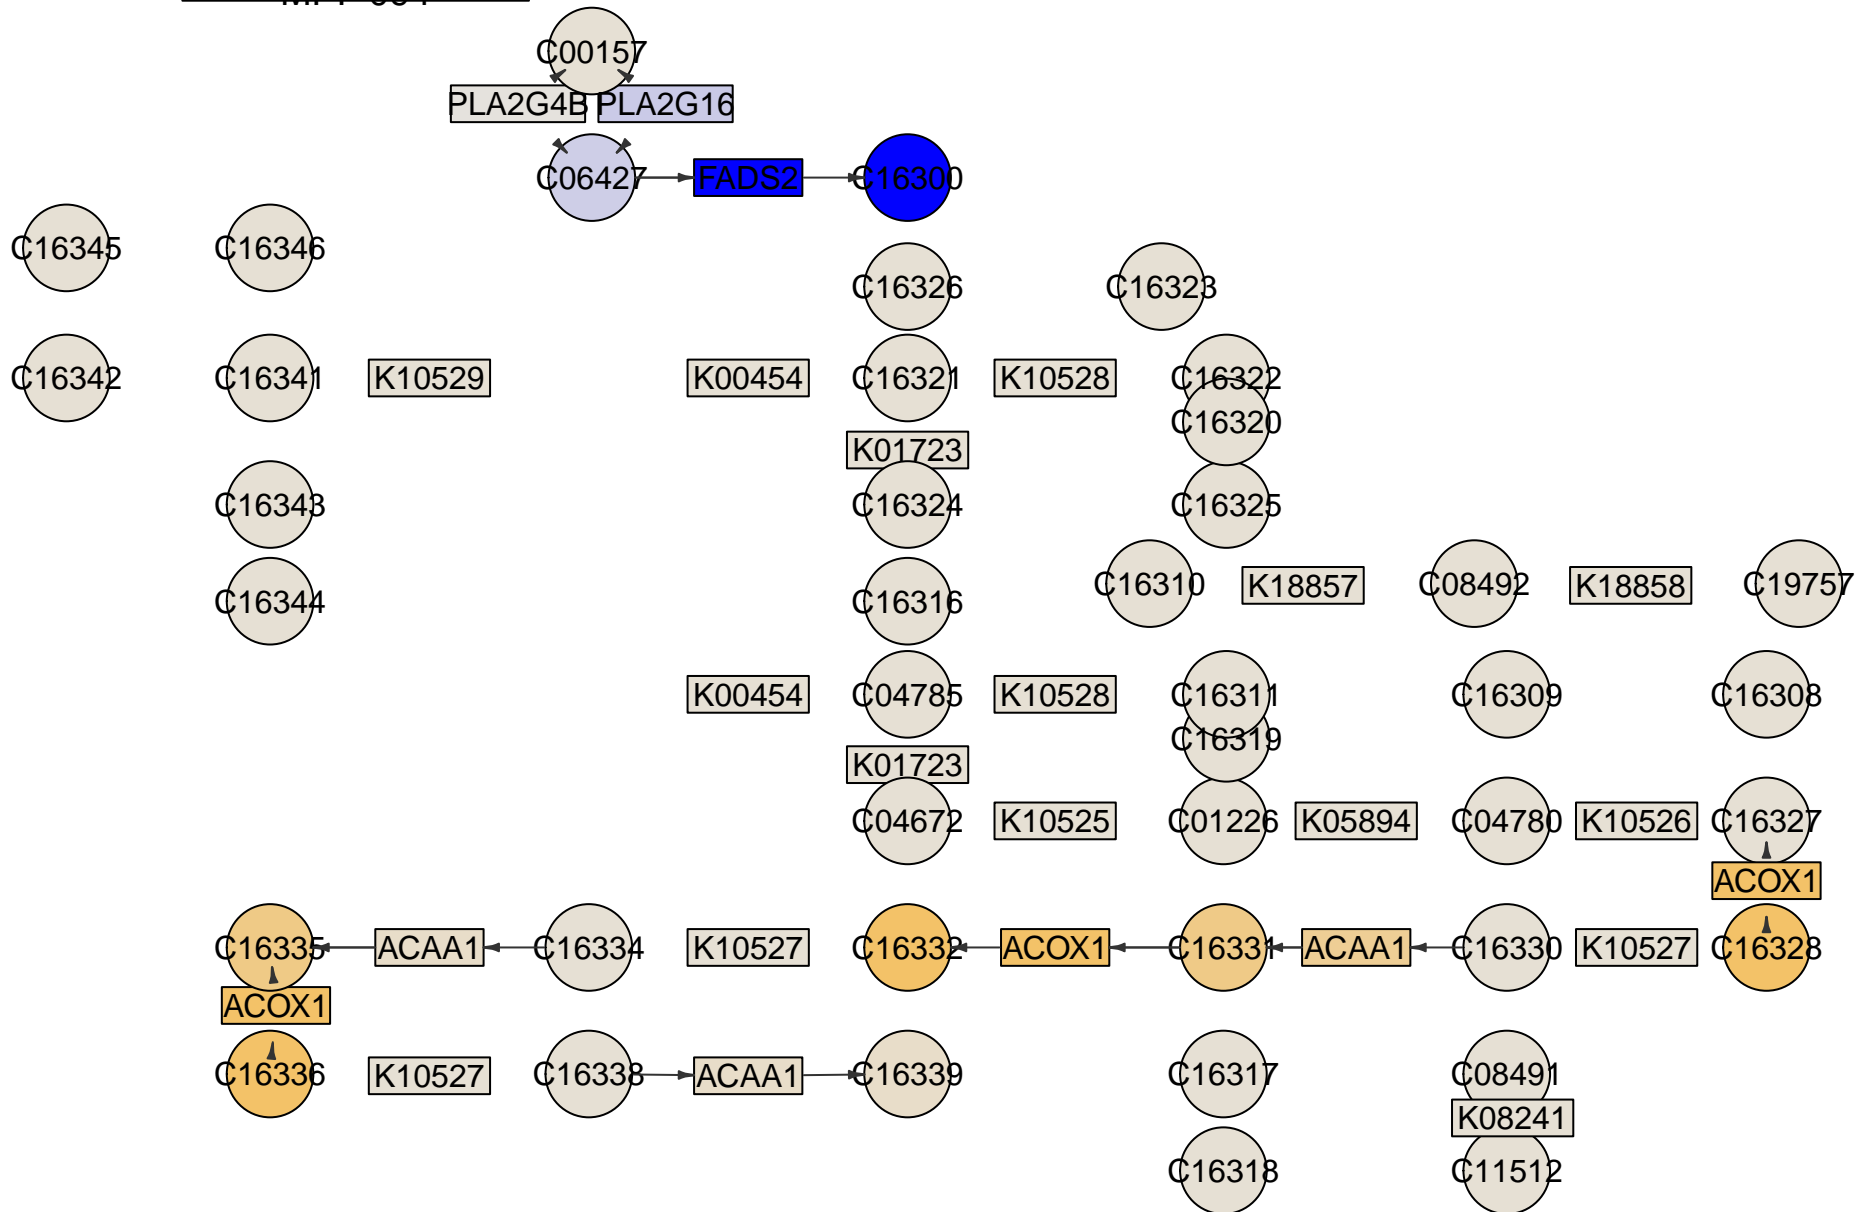 C00157
PLA2G4B PLA2G16
C06427 FADS2 C16300
C16345 C16346
C16326 C16323
C16342 C16341 K10529 K00454 C16321 K10528 C16322
C16320
K01723
C16343 C16324 C16325
C16310 K18857 C08492 K18858 C19757
C16344 C16316
K00454 C04785 K10528 C16311 C16309 C16308
C16319
K01723
C04672 K10525 C01226 K05894 C04780 K10526 C16327
ACOX1
C16335 ACAA1 C16334 K10527 C16332 ACOX1 C16331 ACAA1 C16330 K10527 C16328
ACOX1
C16336 K10527 C16338 ACAA1 C16339 C16317 C08491
K08241
C16318 C11512